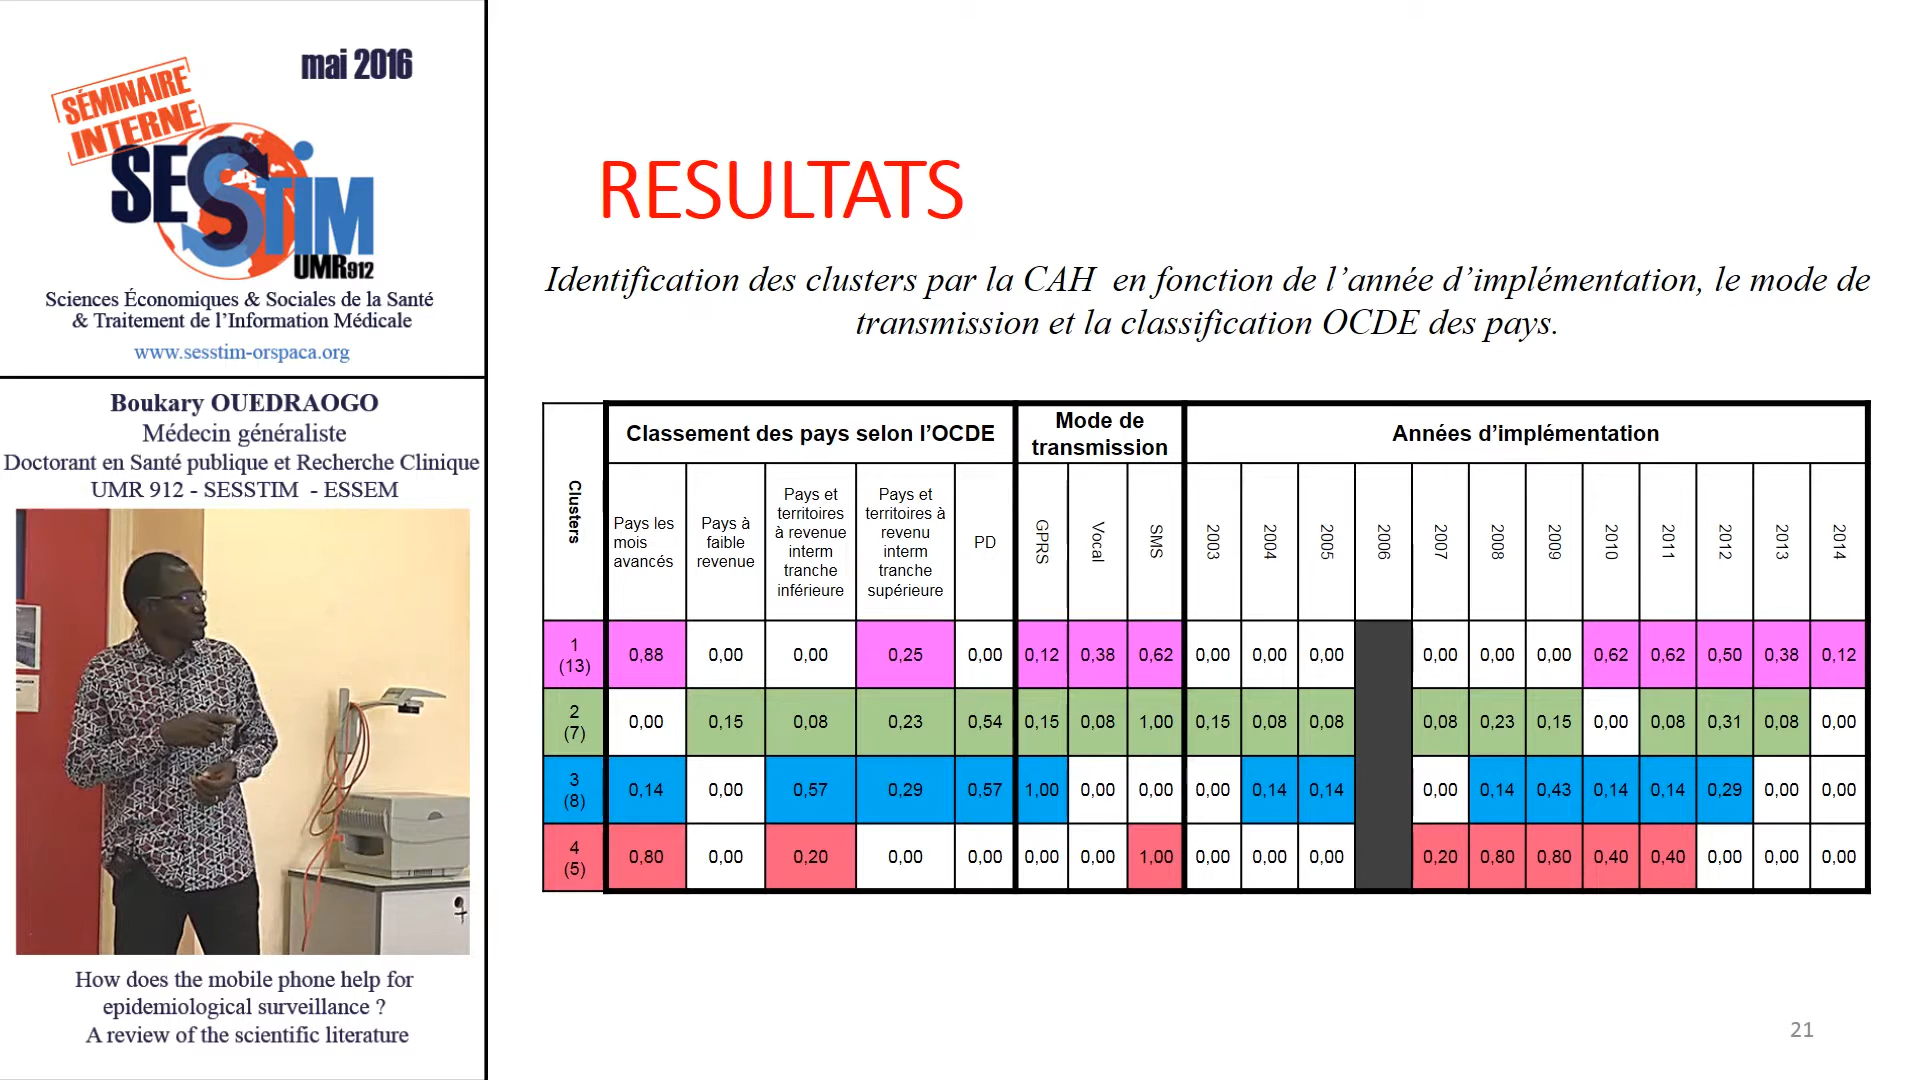 mai 2016
SÉMINAIRE
INTERNE
SESSTIM
UMR912
Sciences Économiques & Sociales de la Santé
& Traitement de l’Information Médicale
www.sesstim-orspaca.org
Boukary OUEDRAOGO
Médecin généraliste
Doctorant en Santé publique et Recherche Clinique
UMR 912 - SESSTIM - ESSEM
How does the mobile phone help for
epidemiological surveillance ?
A review of the scientific literature
RESULTATS
Identification des clusters par la CAH en fonction de l’année d’implémentation, le mode de
transmission et la classification OCDE des pays.
Clusters
Classement des pays selon l’OCDE
Mode de
transmission
Années d’implémentation
Pays les
mois
avancés
Pays à
faible
revenue
Pays et
territoires
à revenue
interm
tranche
inférieure
Pays et
territoires à
revenu
interm
tranche
supérieure
PD
GPRS
Vocal
SMS
2003
2004
2005
2006
2007
2008
2009
2010
2011
2012
2013
2014
1
(13)
0,88 0,00 0,00 0,25 0,00 0,12 0,38 0,62 0,00 0,00 0,00 0,00 0,00 0,00 0,62 0,62 0,50 0,38 0,12
2
(7)
0,00 0,15 0,08 0,23 0,54 0,15 0,08 1,00 0,15 0,08 0,08 0,08 0,23 0,15 0,00 0,08 0,31 0,08 0,00
3
(8)
0,14 0,00 0,57 0,29 0,57 1,00 0,00 0,00 0,00 0,14 0,14 0,00 0,14 0,43 0,14 0,14 0,29 0,00 0,00
4
(5)
0,80 0,00 0,20 0,00 0,00 0,00 0,00 1,00 0,00 0,00 0,00 0,20 0,80 0,80 0,40 0,40 0,00 0,00 0,00
21